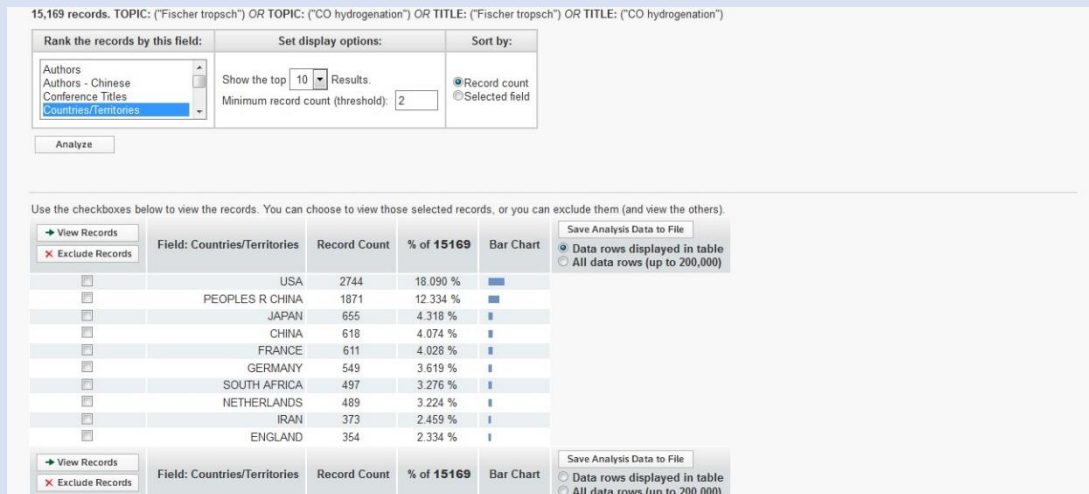 15,169 records. TOPIC: ("Fischer tropsch") OR TOPIC: ("CO hydrogenation") OR TITLE: ("Fischer tropsch") OR TITLE: ("CO hydrogenation")
Rank the records by this field: Set display options: Sort by:
Authors
Authors - Chinese
Conference Titles
Countries/Territories
Show the top 10 Results.
Minimum record count (threshold): 2
Record count
Selected field
Analyze
Use the checkboxes below to view the records. You can choose to view those selected records, or you can exclude them (and view the others).
View Records
Exclude Records
Field: Countries/Territories Record Count % of 15169 Bar Chart
Save Analysis Data to File
Data rows displayed in table
All data rows (up to 200,000)
USA 2744 18.090 %
PEOPLES R CHINA 1871 12.334 %
JAPAN 655 4.318 %
CHINA 618 4.074 %
FRANCE 611 4.028 %
GERMANY 549 3.619 %
SOUTH AFRICA 497 3.276 %
NETHERLANDS 489 3.224 %
IRAN 373 2.459 %
ENGLAND 354 2.334 %
View Records
Exclude Records
Field: Countries/Territories Record Count % of 15169 Bar Chart
Save Analysis Data to File
Data rows displayed in table
All data rows (up to 200,000)